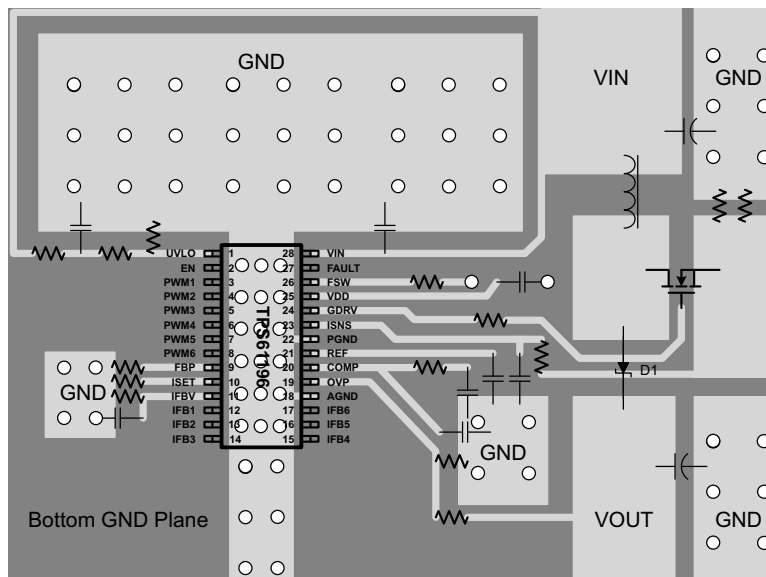 GND
VIN
GND
UVLO 1 28 VIN
EN 2 27 FAULT
PWM1 3 26 FSW
PWM2 4 25 VDD
PWM3 5 24 GDRV
PWM4 6 23 ISNS
PWM5 7 22 PGND
PWM6 8 21 REF
FBP 9 20 COMP
ISET 10 19 OVP
IFBV 11 18 AGND
IFB1 12 17 IFB6
IFB2 13 16 IFB5
IFB3 14 15 IFB4
TPS61196
D1
GND
GND
Bottom GND Plane
VOUT
GND